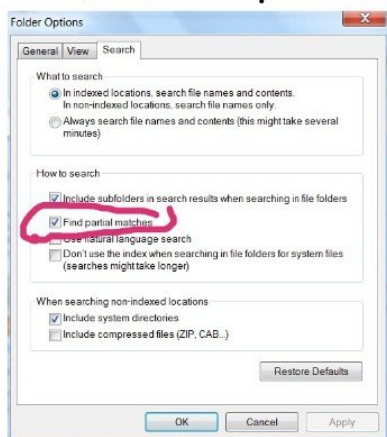 Folder Options
General View Search
What to search
In indexed locations, search file names and contents.
In non-indexed locations, search file names only.
Always search file names and contents (this might take several
minutes)
How to search
Include subfolders in search results when searching in file folders
Find partial matches
Use natural language search
Don't use the index when searching in file folders for system files
(searches might take longer)
When searching non-indexed locations
Include system directories
Include compressed files (ZIP, CAB...)
Restore Defaults
OK Cancel Apply